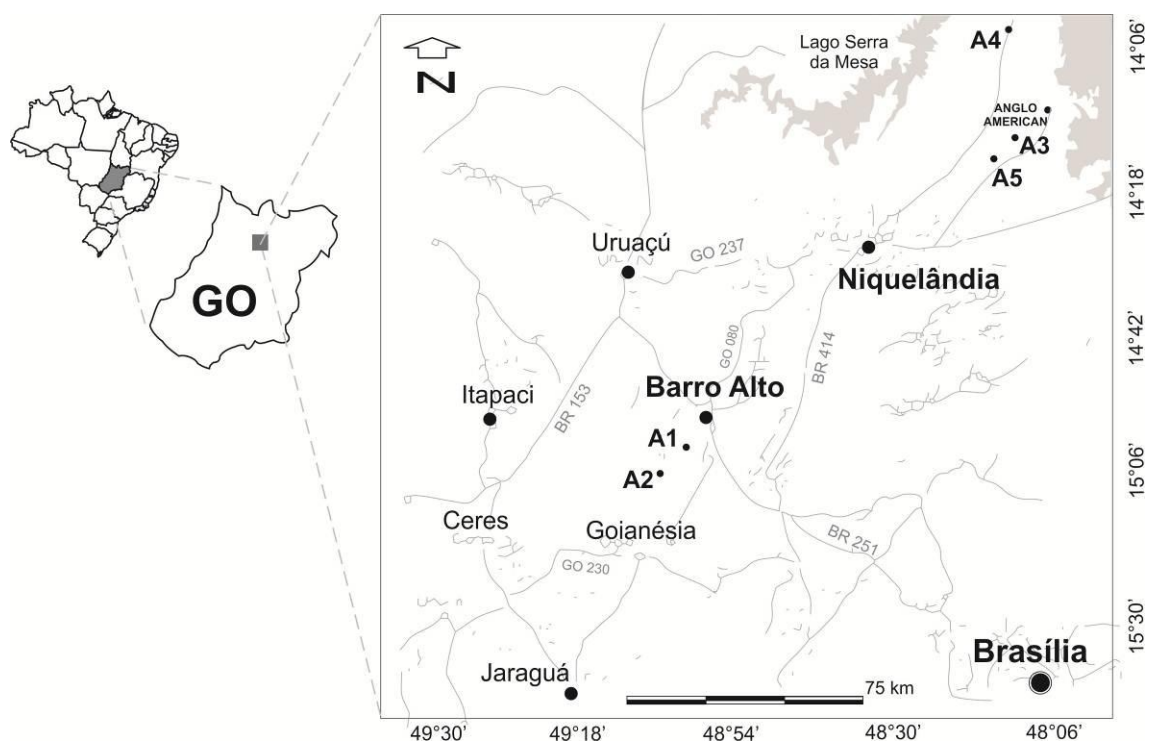 GO
N
Lago Serra
da Mesa
A4
ANGLO
AMERICAN
A3
A5
Uruaçú
GO 237
Niquelândia
GO 080
BR 414
Barro Alto
Itapaci
BR 153
A1
A2
Ceres
Goianésia
BR 251
GO 230
Brasília
Jaraguá
75 km
14°06’
14°18’
14°42’
15°06’
15°30’
49°30’
49°18’
48°54’
48°30’
48°06’